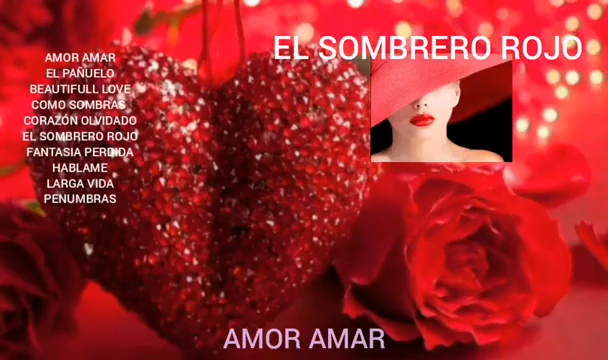 EL SOMBRERO ROJO
AMOR AMAR
EL PAÑUELO
BEAUTIFULL LOVE
COMO SOMBRAS
CORAZÓN OLVIDADO
EL SOMBRERO ROJO
FANTASIA PERDIDA
HABLAME
LARGA VIDA
PENUMBRAS
AMOR AMAR